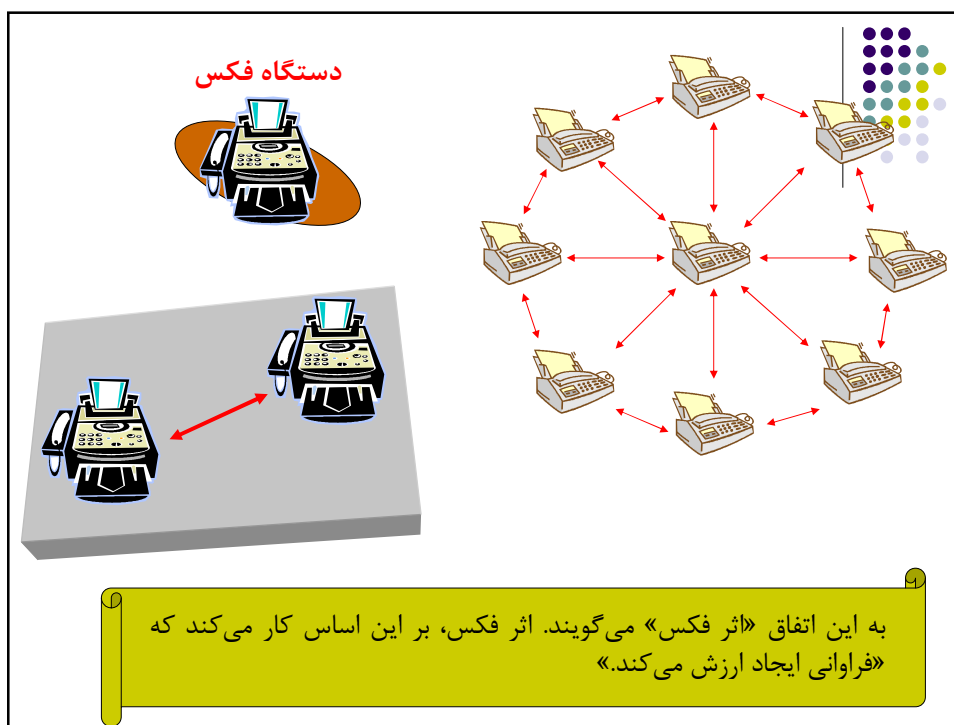 دستگاه فکس
به این اتفاق «اثر فکس» می‌گویند. اثر فکس، بر این اساس کار می‌کند که
«فراوانی ایجاد ارزش می‌کند.»